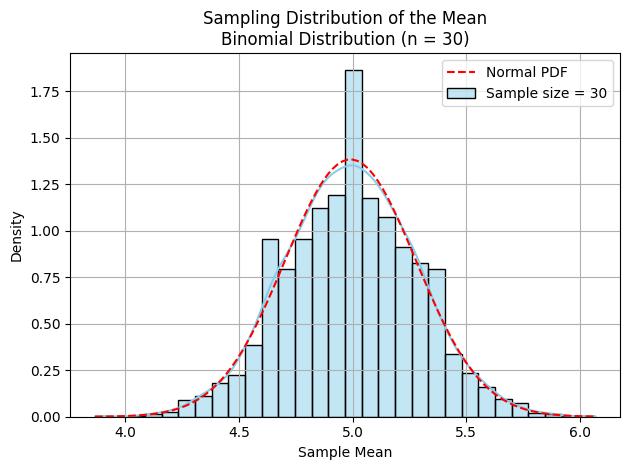 Sampling Distribution of the Mean
Binomial Distribution (n = 30)
Normal PDF
Sample size = 30
Density
1.75
1.50
1.25
1.00
0.75
0.50
0.25
0.00
4.0
4.5
5.0
5.5
6.0
Sample Mean